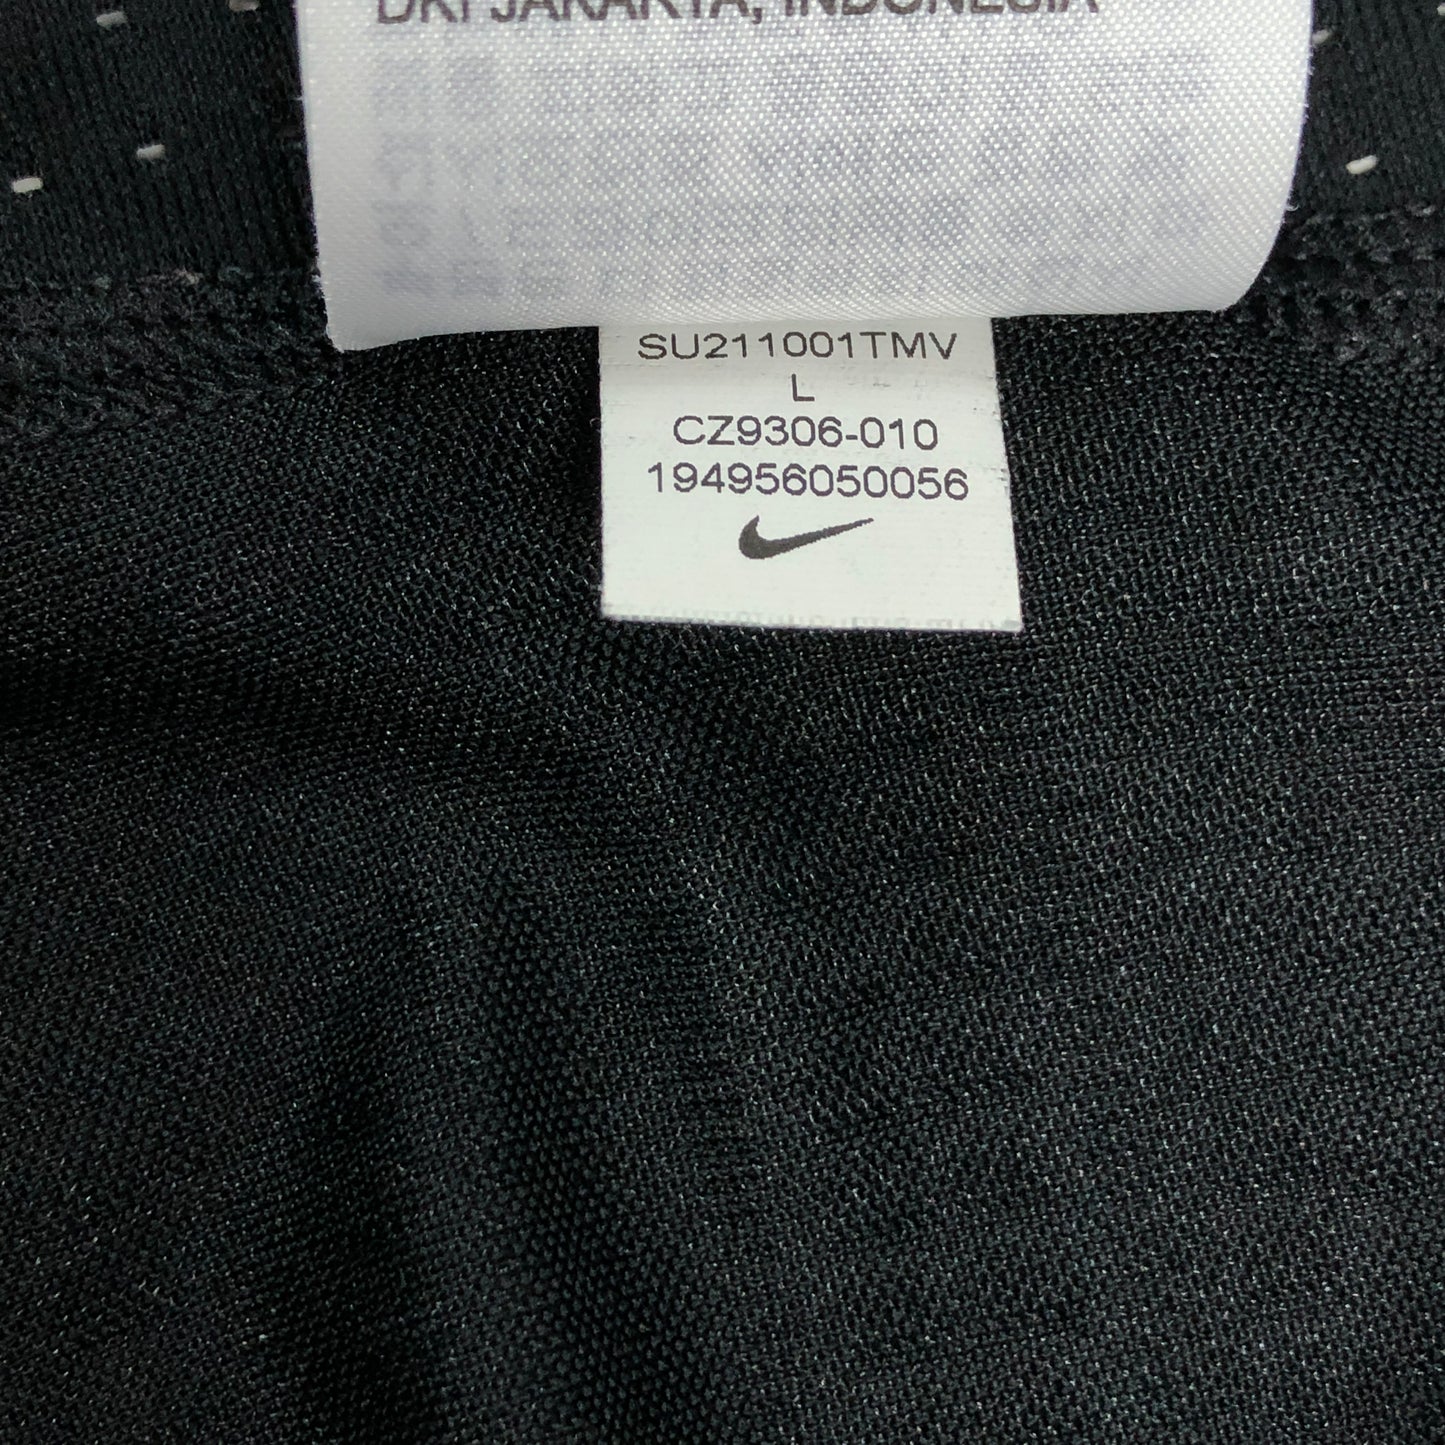 DKI JAKARTA, INDONESIA
SU211001TMV
L
CZ9306-010
194956050056